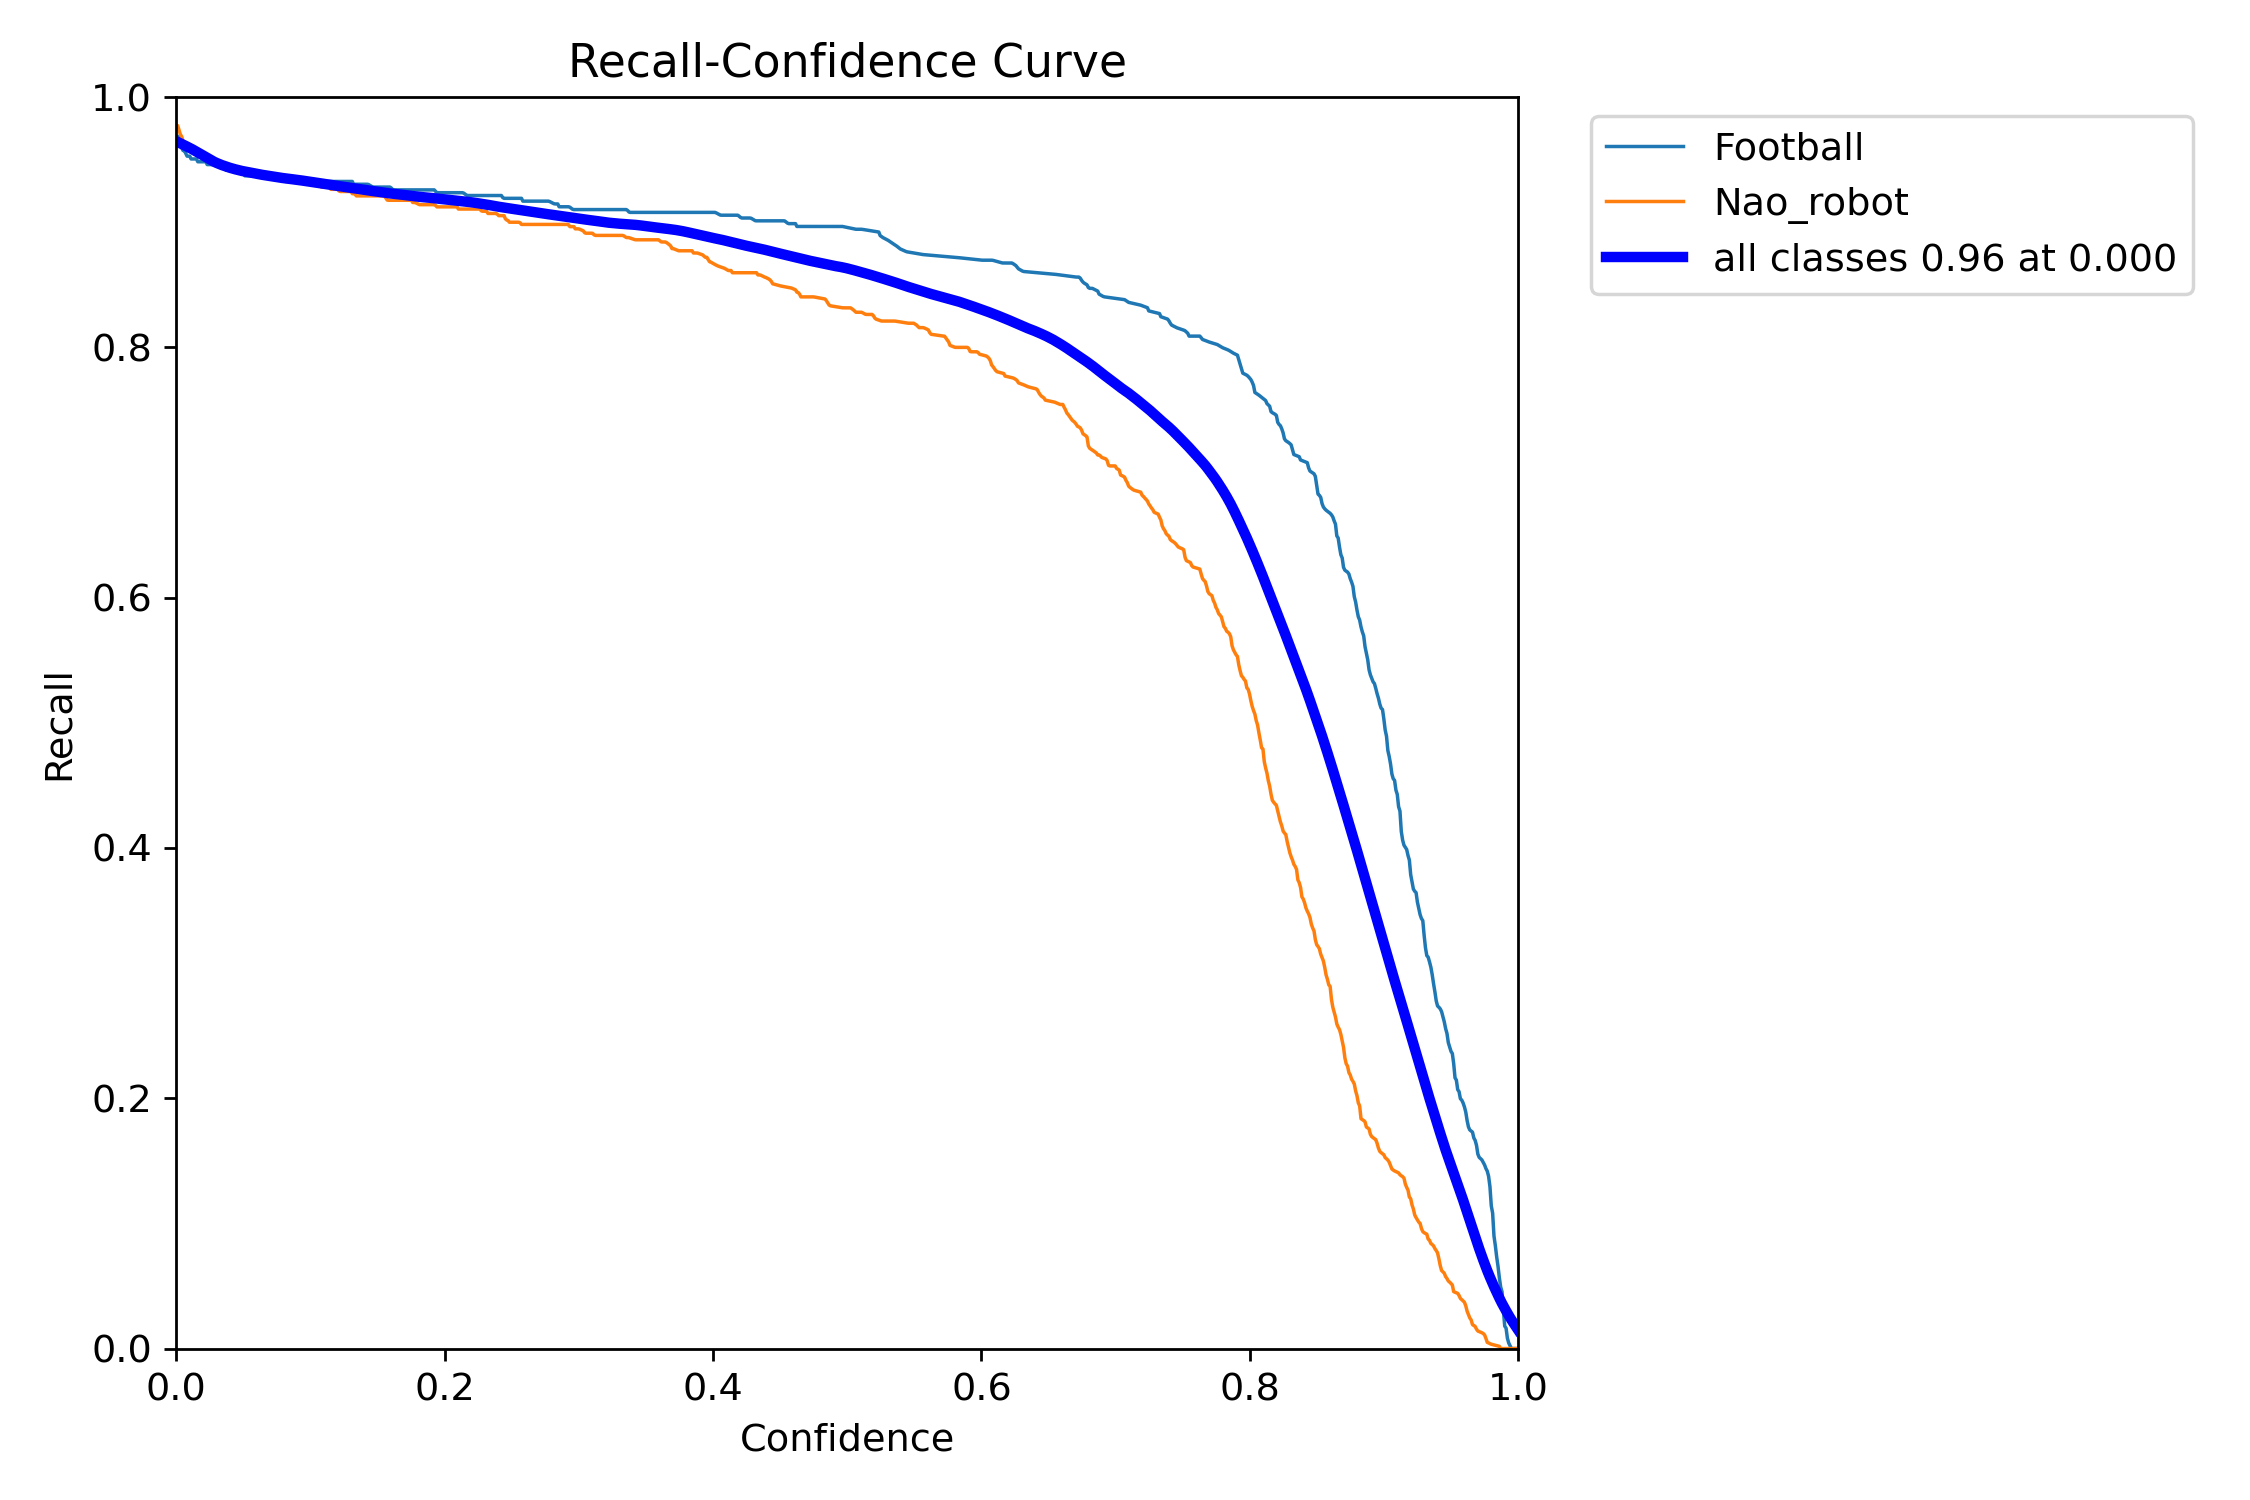 Recall-Confidence Curve
1.0
0.8
0.6
0.4
0.2
0.0
Recall
0.0 0.2 0.4 0.6 0.8 1.0
Confidence
Football
Nao_robot
all classes 0.96 at 0.000